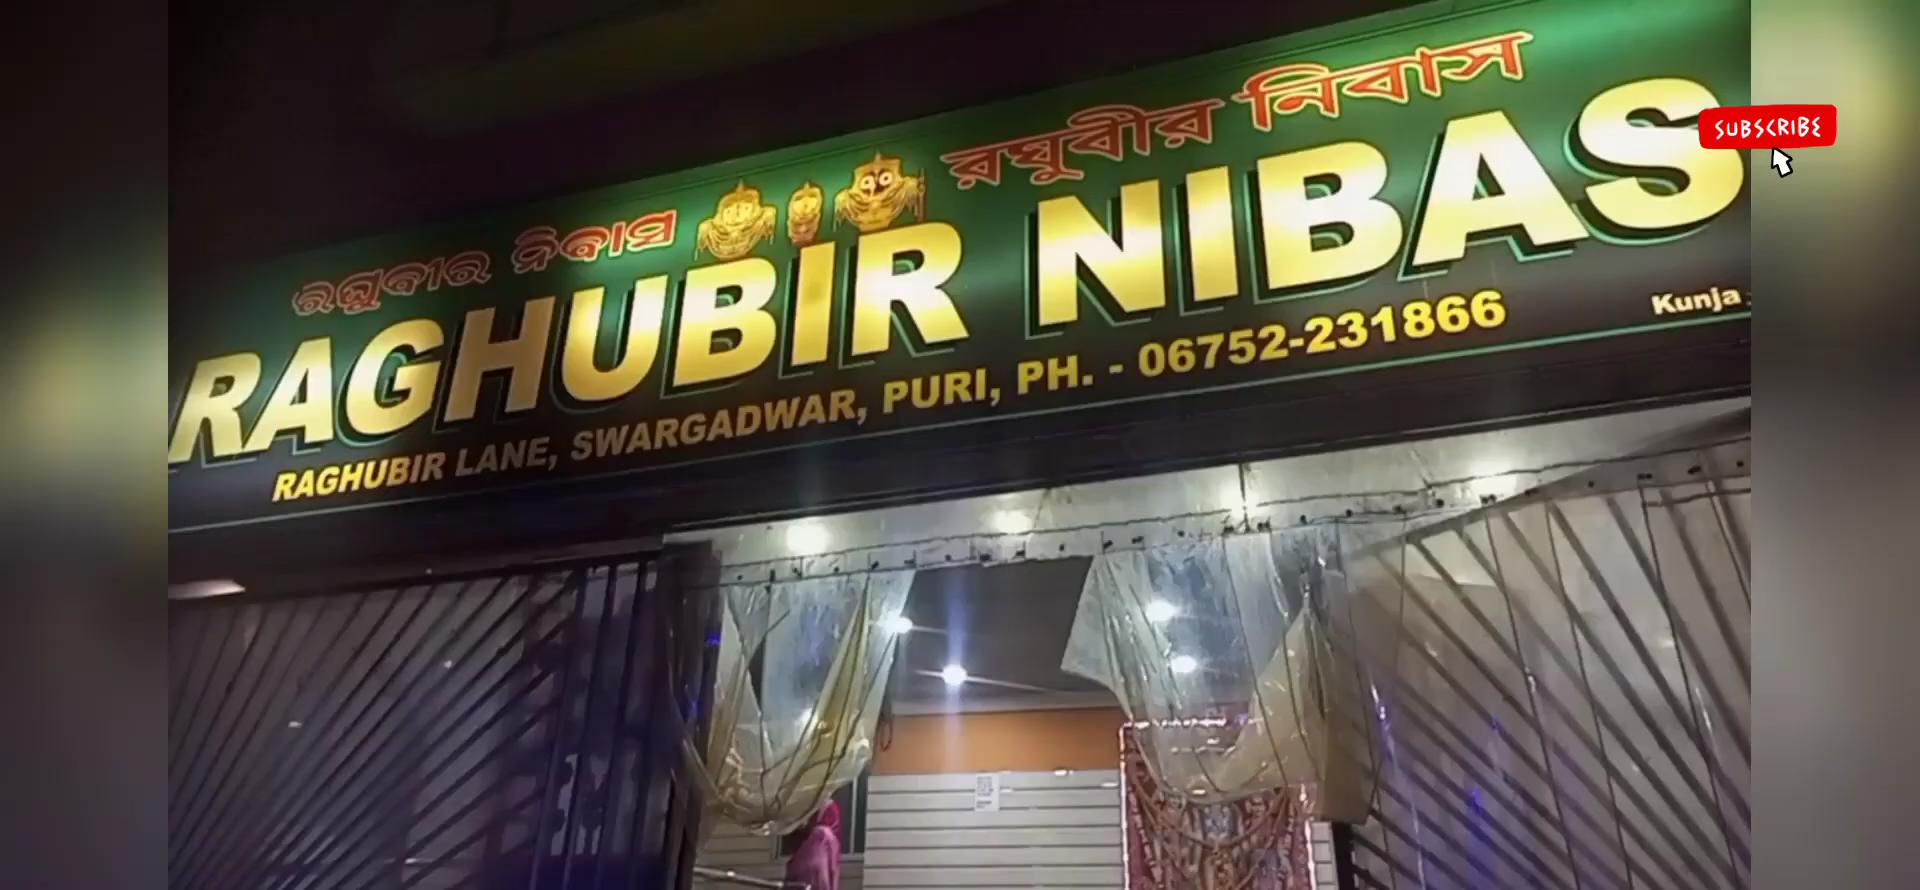 ରଘୁବୀର ନିବାସ রঘুবীর নিবাস
RAGHUBIR NIBAS
RAGHUBIR LANE, SWARGADWAR, PURI, PH. - 06752-231866
Kunja
SUBSCRIBE